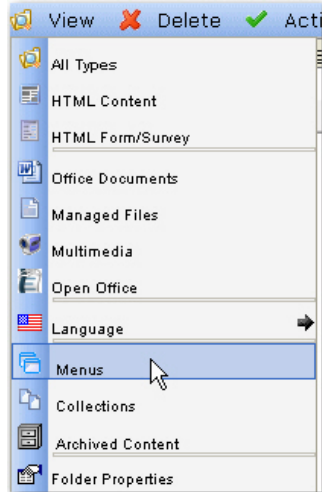 View Delete Acti
All Types
HTML Content
HTML Form/Survey
Office Documents
Managed Files
Multimedia
Open Office
Language
Menus
Collections
Archived Content
Folder Properties